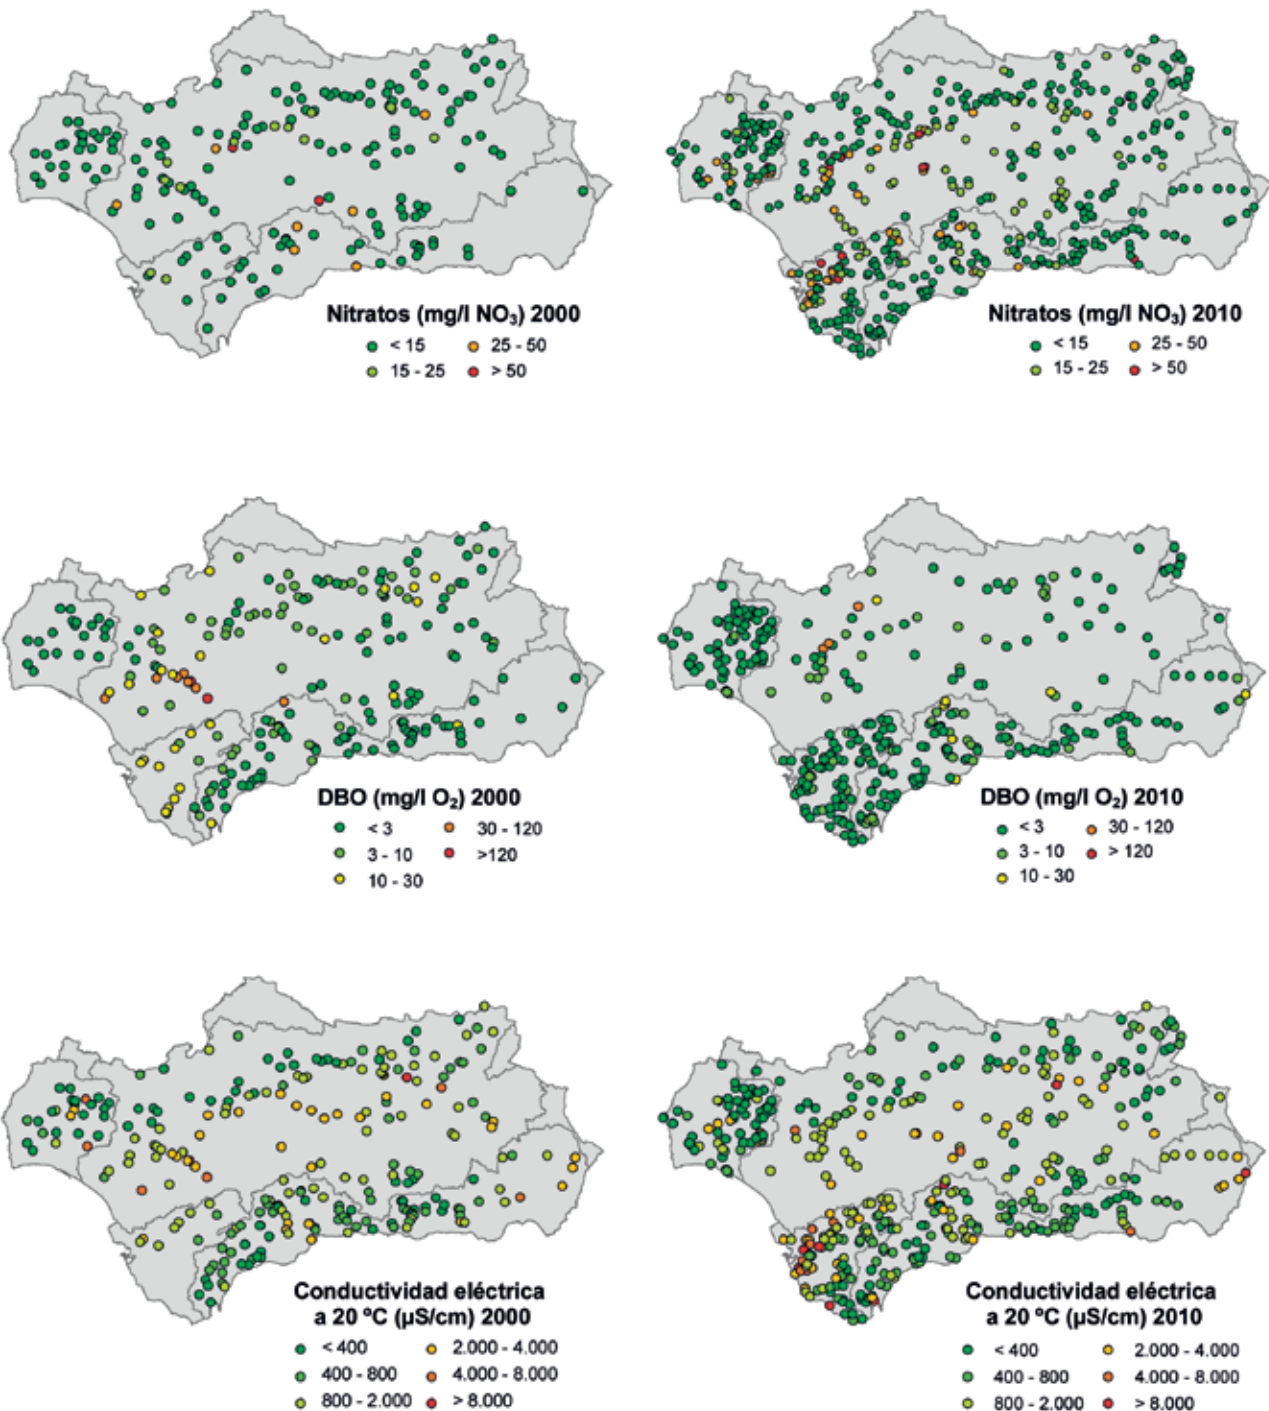 Nitratos (mg/l NO₃) 2000
< 15
25 - 50
15 - 25
> 50
Nitratos (mg/l NO₃) 2010
< 15
25 - 50
15 - 25
> 50
DBO (mg/l O₂) 2000
< 3
30 - 120
3 - 10
>120
10 - 30
DBO (mg/l O₂) 2010
< 3
30 - 120
3 - 10
> 120
10 - 30
Conductividad eléctrica
a 20 ºC (µS/cm) 2000
< 400
2.000 - 4.000
400 - 800
4.000 - 8.000
800 - 2.000
> 8.000
Conductividad eléctrica
a 20 ºC (µS/cm) 2010
< 400
2.000 - 4.000
400 - 800
4.000 - 8.000
800 - 2.000
> 8.000